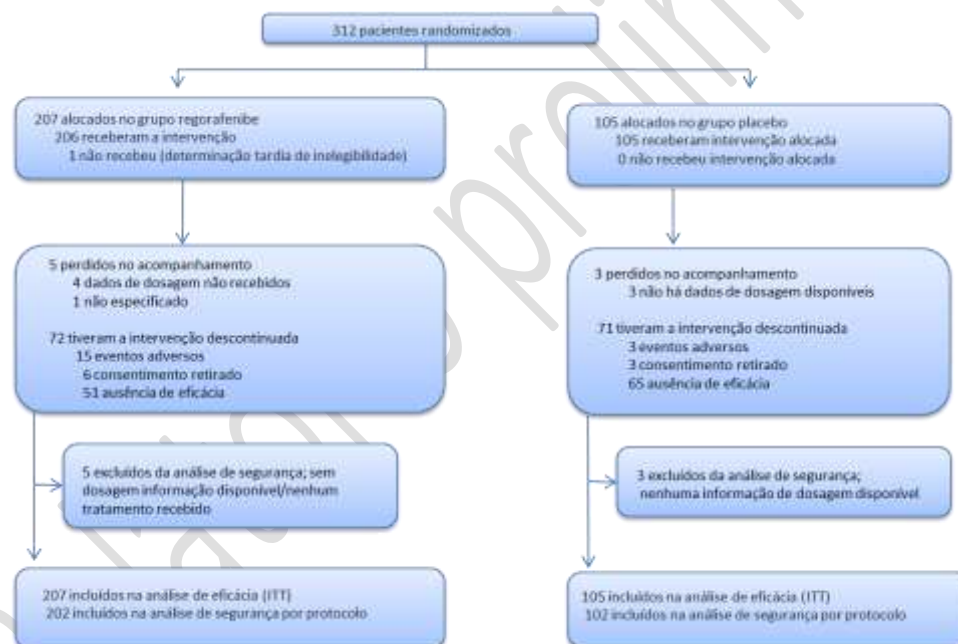 312 pacientes randomizados
207 alocados no grupo regorafenibe
206 receberam a intervenção
1 não recebeu (determinação tardia de inelegibilidade)
105 alocados no grupo placebo
105 receberam intervenção alocada
0 não recebeu intervenção alocada
5 perdidos no acompanhamento
4 dados de dosagem não recebidos
1 não especificado
72 tiveram a intervenção descontinuada
15 eventos adversos
6 consentimento retirado
51 ausência de eficácia
3 perdidos no acompanhamento
3 não há dados de dosagem disponíveis
71 tiveram a intervenção descontinuada
3 eventos adversos
3 consentimento retirado
65 ausência de eficácia
5 excluídos da análise de segurança; sem
dosagem informação disponível/nenhum
tratamento recebido
3 excluídos da análise de segurança;
nenhuma informação de dosagem disponível
207 incluídos na análise de eficácia (ITT)
202 incluídos na análise de segurança por protocolo
105 incluídos na análise de eficácia (ITT)
102 incluídos na análise de segurança por protocolo